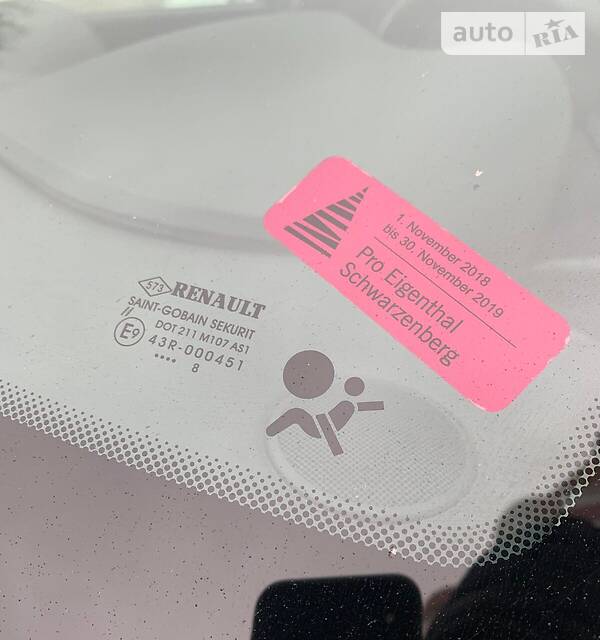 auto RIA
1. November 2018
bis 30. November 2019
Pro Eigenthal
Schwarzenberg
573 RENAULT
SAINT-GOBAIN SEKURIT
// DOT 211 M107 AS1
E9 43R-000451
•••• 8